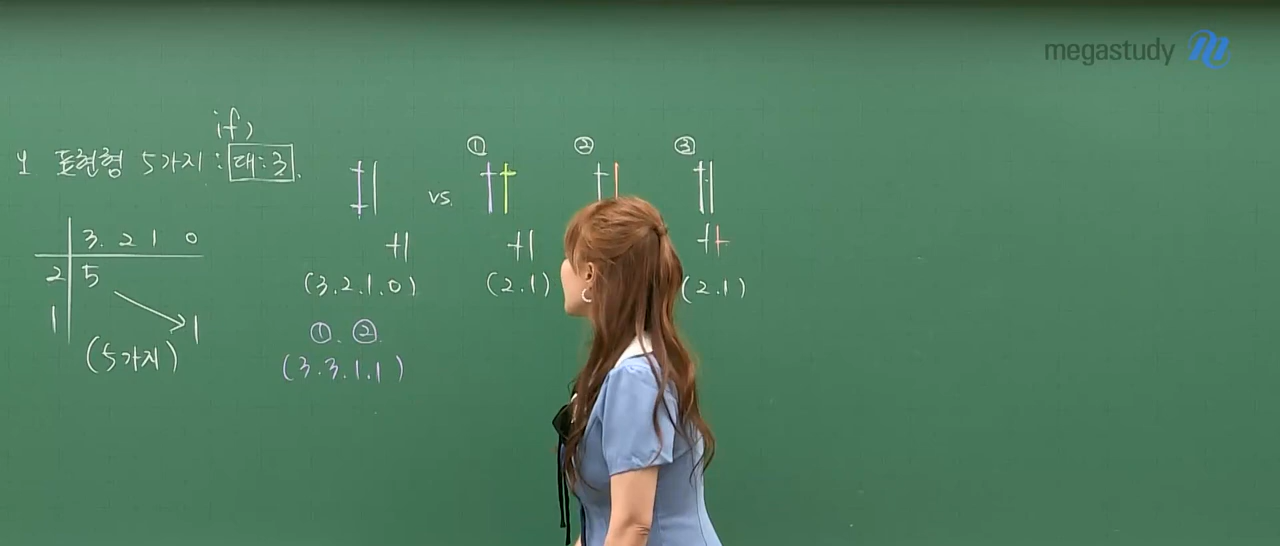 megastudy
if)
1 표현형 5가지 : 대:3.
① ② ③
vs.
3. 2 1 0
2 5
1 1
(5가지)
(3.2.1.0) (2.1) (2.1)
①. ②.
(3.3.1.1)